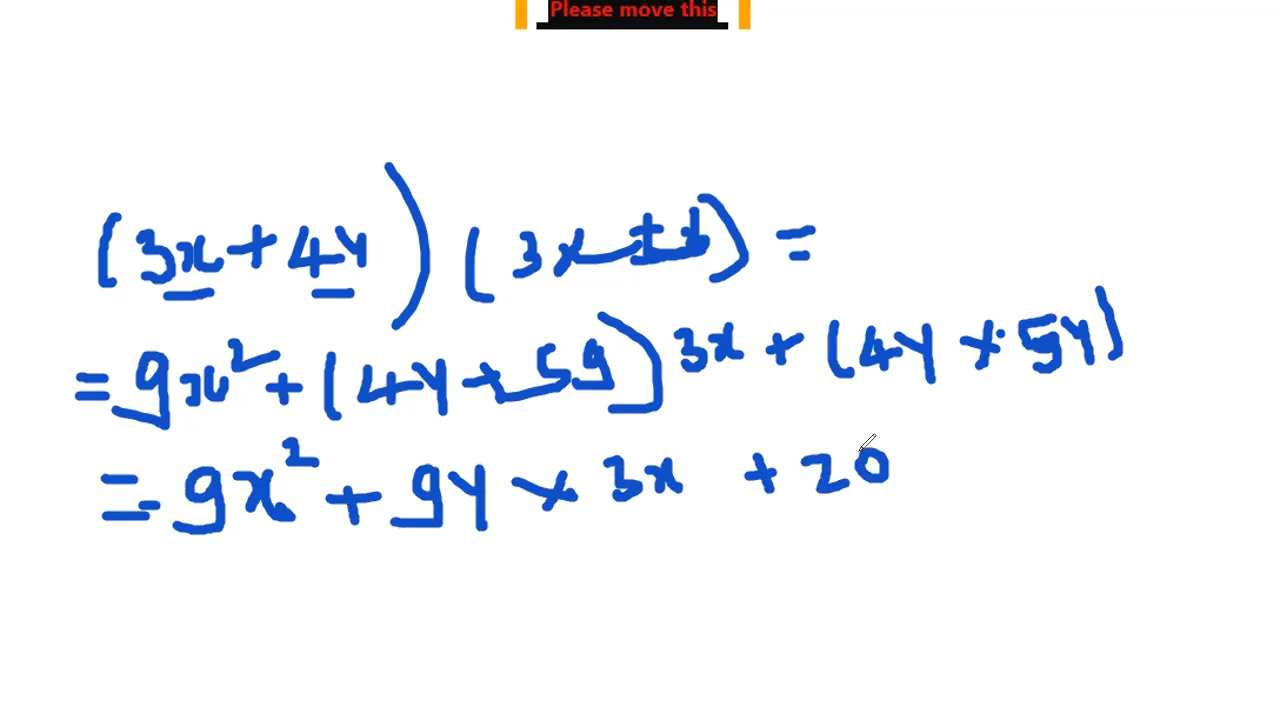 Please move this
(3x+4y)(3x+ ) =
= 9x²+(4y+5y)3x+(4y×5y)
= 9x²+9y×3x +20